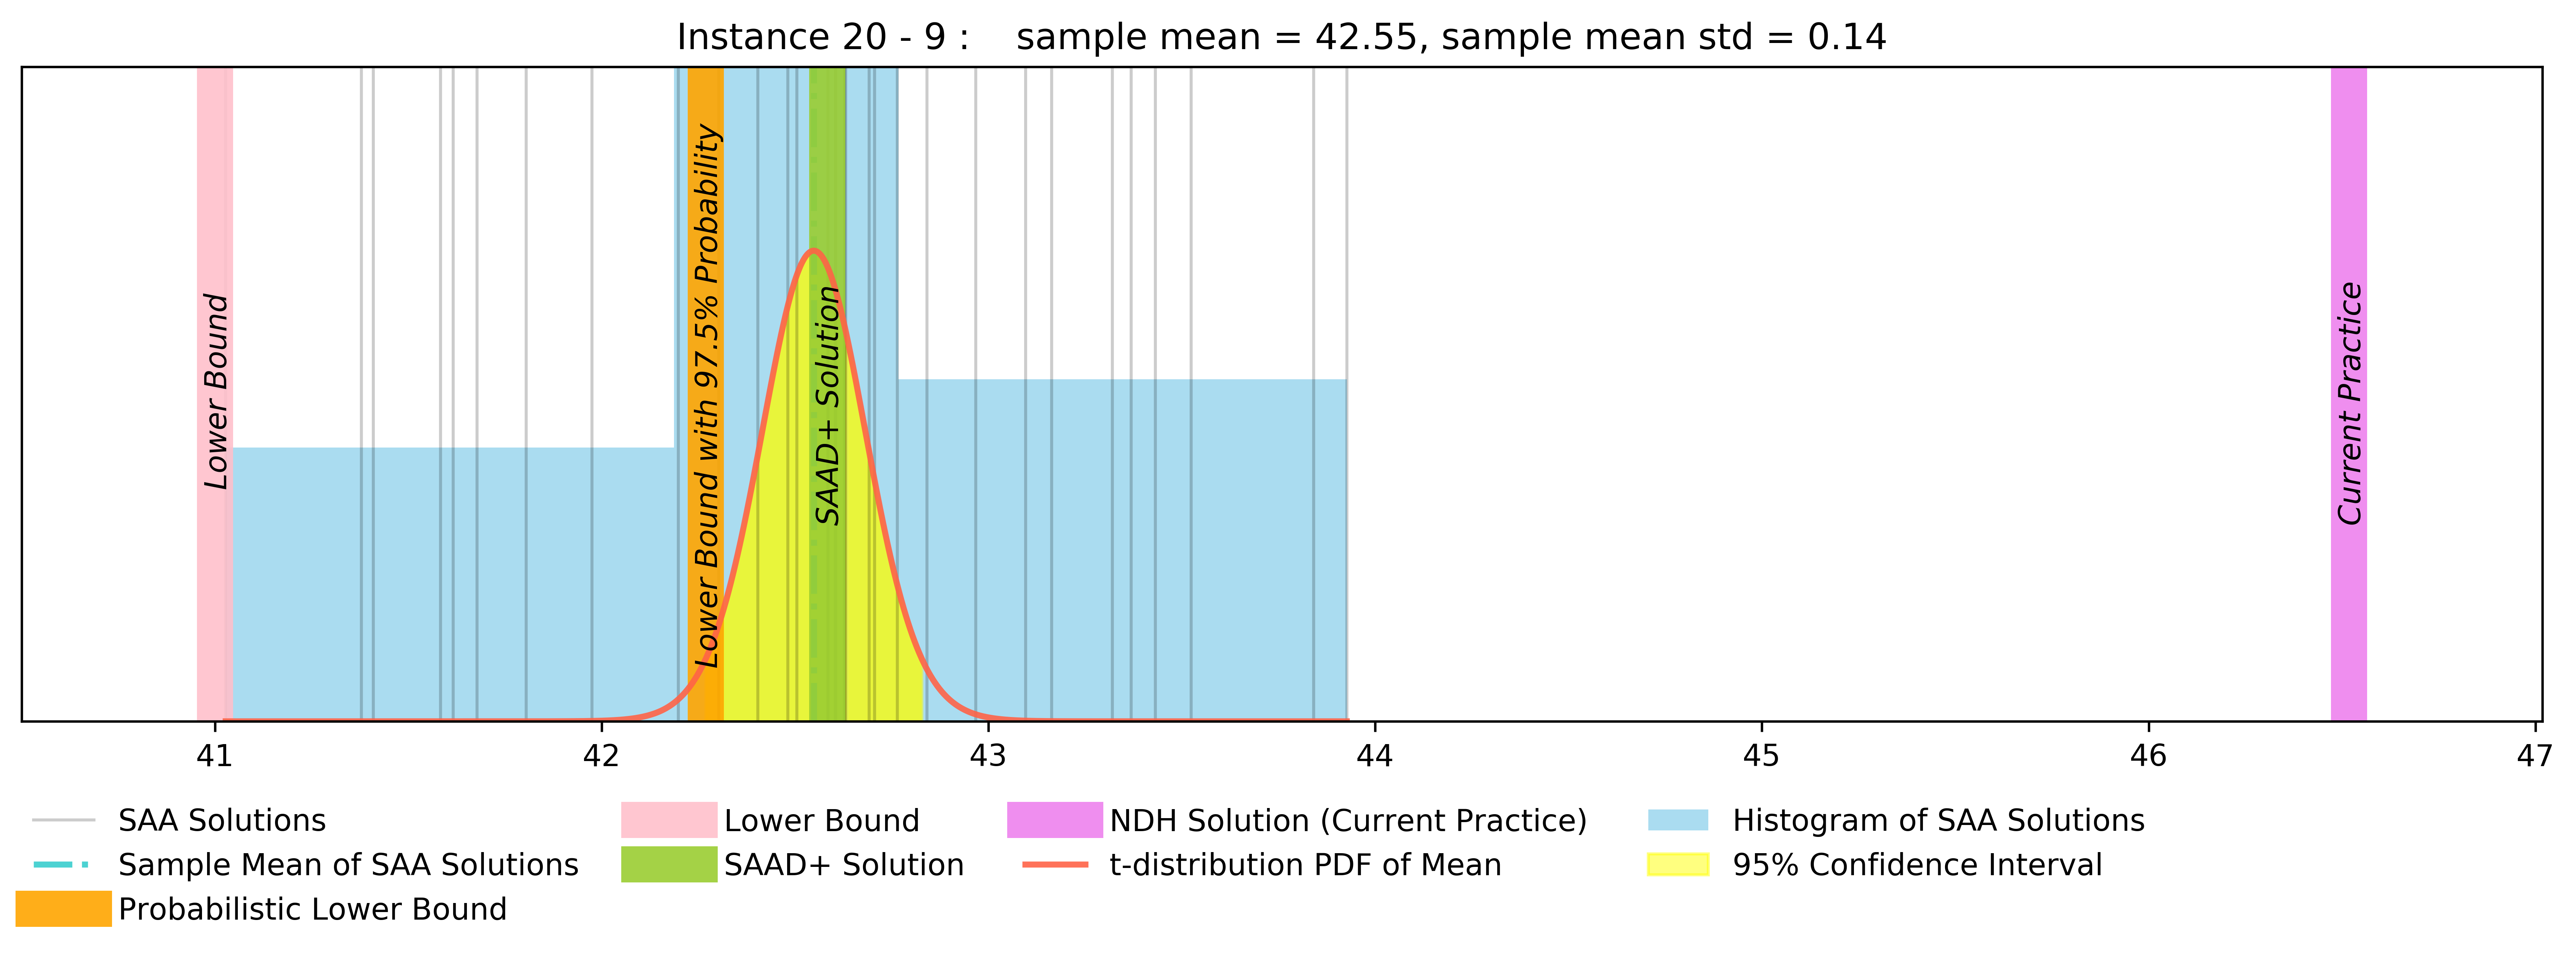 Instance 20 - 9 :    sample mean = 42.55, sample mean std = 0.14
Lower Bound
Lower Bound with 97.5% Probability
SAAD+ Solution
Current Practice
41 42 43 44 45 46 47
SAA Solutions
Sample Mean of SAA Solutions
Probabilistic Lower Bound
Lower Bound
SAAD+ Solution
NDH Solution (Current Practice)
t-distribution PDF of Mean
Histogram of SAA Solutions
95% Confidence Interval